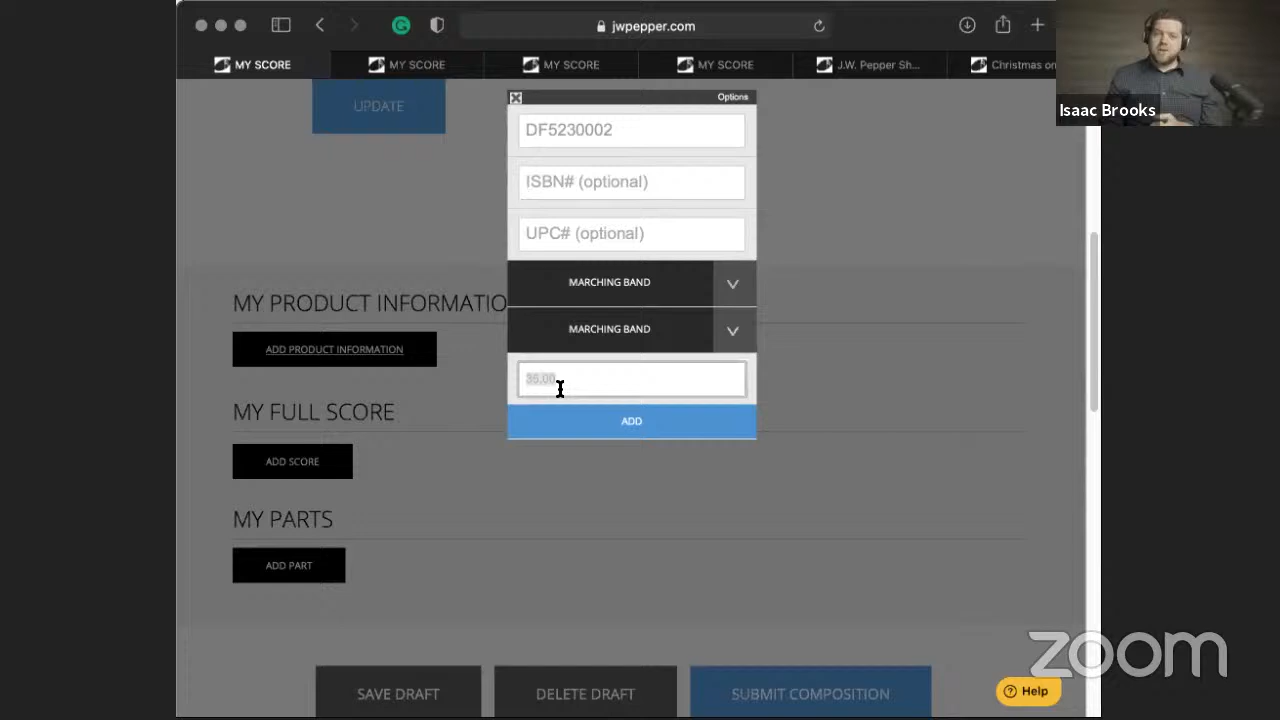 jwpepper.com
MY SCORE
MY SCORE
MY SCORE
MY SCORE
J.W. Pepper Sh...
Christmas on
Isaac Brooks
UPDATE
Options
DF5230002
ISBN# (optional)
UPC# (optional)
MARCHING BAND
MARCHING BAND
35.00
ADD
MY PRODUCT INFORMATIO
ADD PRODUCT INFORMATION
MY FULL SCORE
ADD SCORE
MY PARTS
ADD PART
SAVE DRAFT
DELETE DRAFT
SUBMIT COMPOSITION
Help
zoom